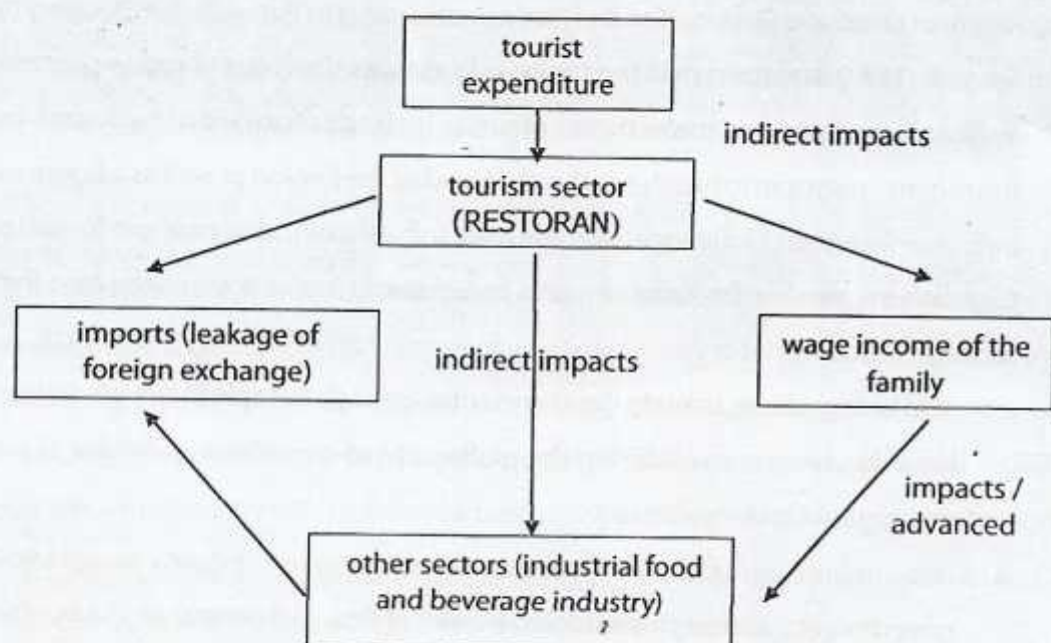 tourist
expenditure
indirect impacts
tourism sector
(RESTORAN)
imports (leakage of
foreign exchange)
indirect impacts
wage income of the
family
impacts /
advanced
other sectors (industrial food
and beverage industry)